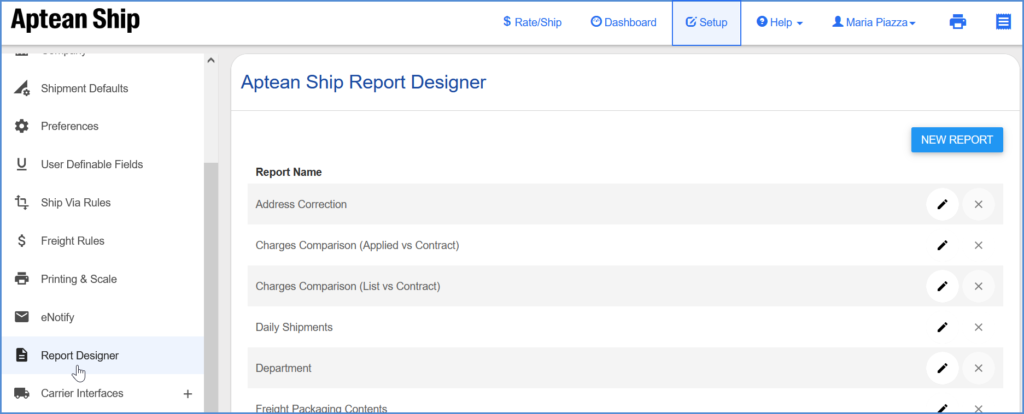 Aptean Ship
$ Rate/Ship
Dashboard
Setup
Help
Maria Piazza
Company
Shipment Defaults
Preferences
User Definable Fields
Ship Via Rules
Freight Rules
Printing & Scale
eNotify
Report Designer
Carrier Interfaces +
Aptean Ship Report Designer
NEW REPORT
Report Name
Address Correction
Charges Comparison (Applied vs Contract)
Charges Comparison (List vs Contract)
Daily Shipments
Department
Freight Packaging Contents